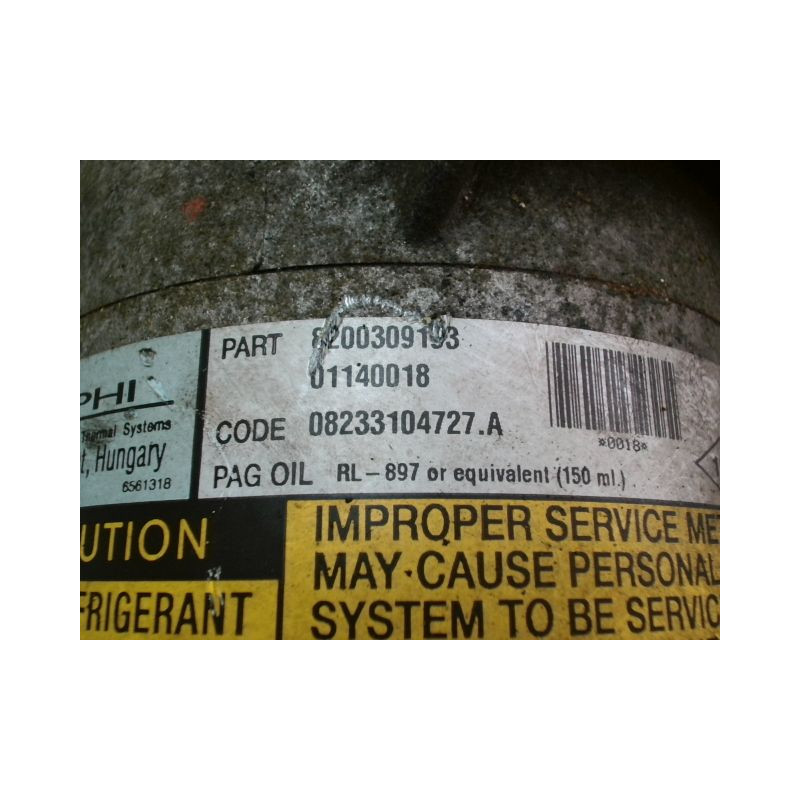 PART 8200309193
01140018
CODE 08233104727.A
PAG OIL RL-897 or equivalent (150 ml.)
*0018*
PHI
Thermal Systems
t, Hungary
6561318
UTION
FRIGERANT
IMPROPER SERVICE ME
MAY CAUSE PERSONAL
SYSTEM TO BE SERVIC